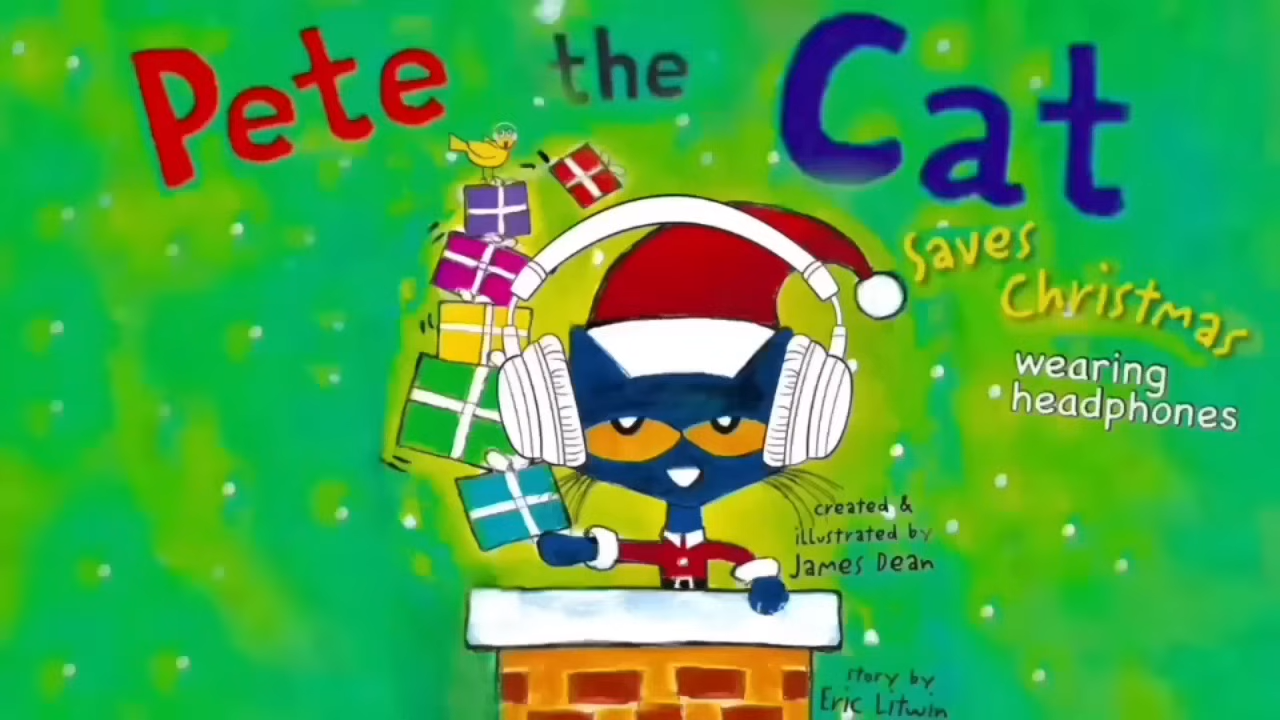 Pete the Cat
saves
Christmas
wearing
headphones
created &
illustrated by
James Dean
story by
Eric Litwin